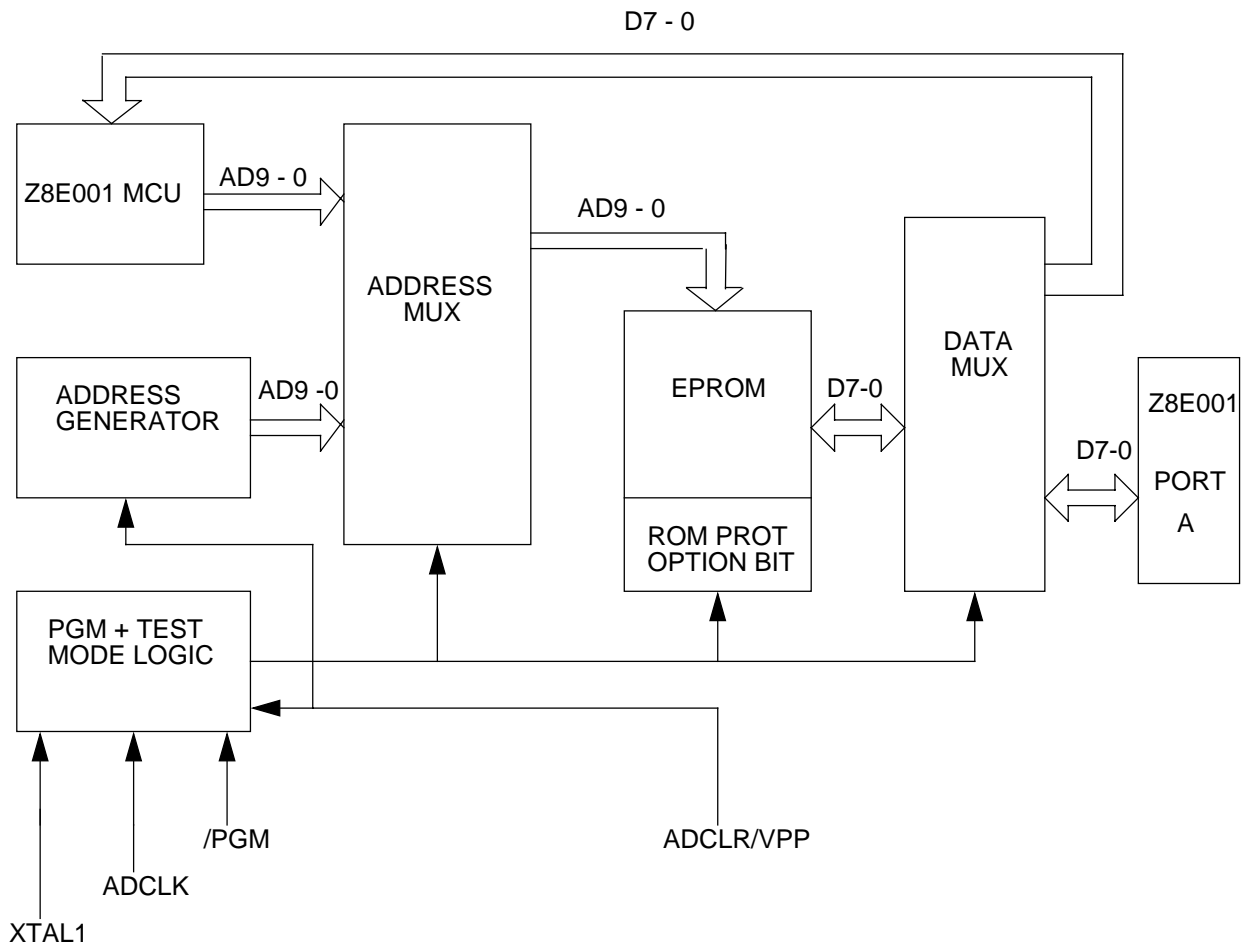 D7 - 0
Z8E001 MCU
AD9 - 0
ADDRESS
MUX
AD9 - 0
ADDRESS
GENERATOR
AD9 -0
EPROM
D7-0
DATA
MUX
Z8E001
PORT
A
D7-0
ROM PROT
OPTION BIT
PGM + TEST
MODE LOGIC
/PGM
ADCLR/VPP
ADCLK
XTAL1